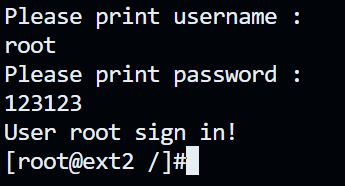 Please print username :
root
Please print password :
123123
User root sign in!
[root@ext2 /]#